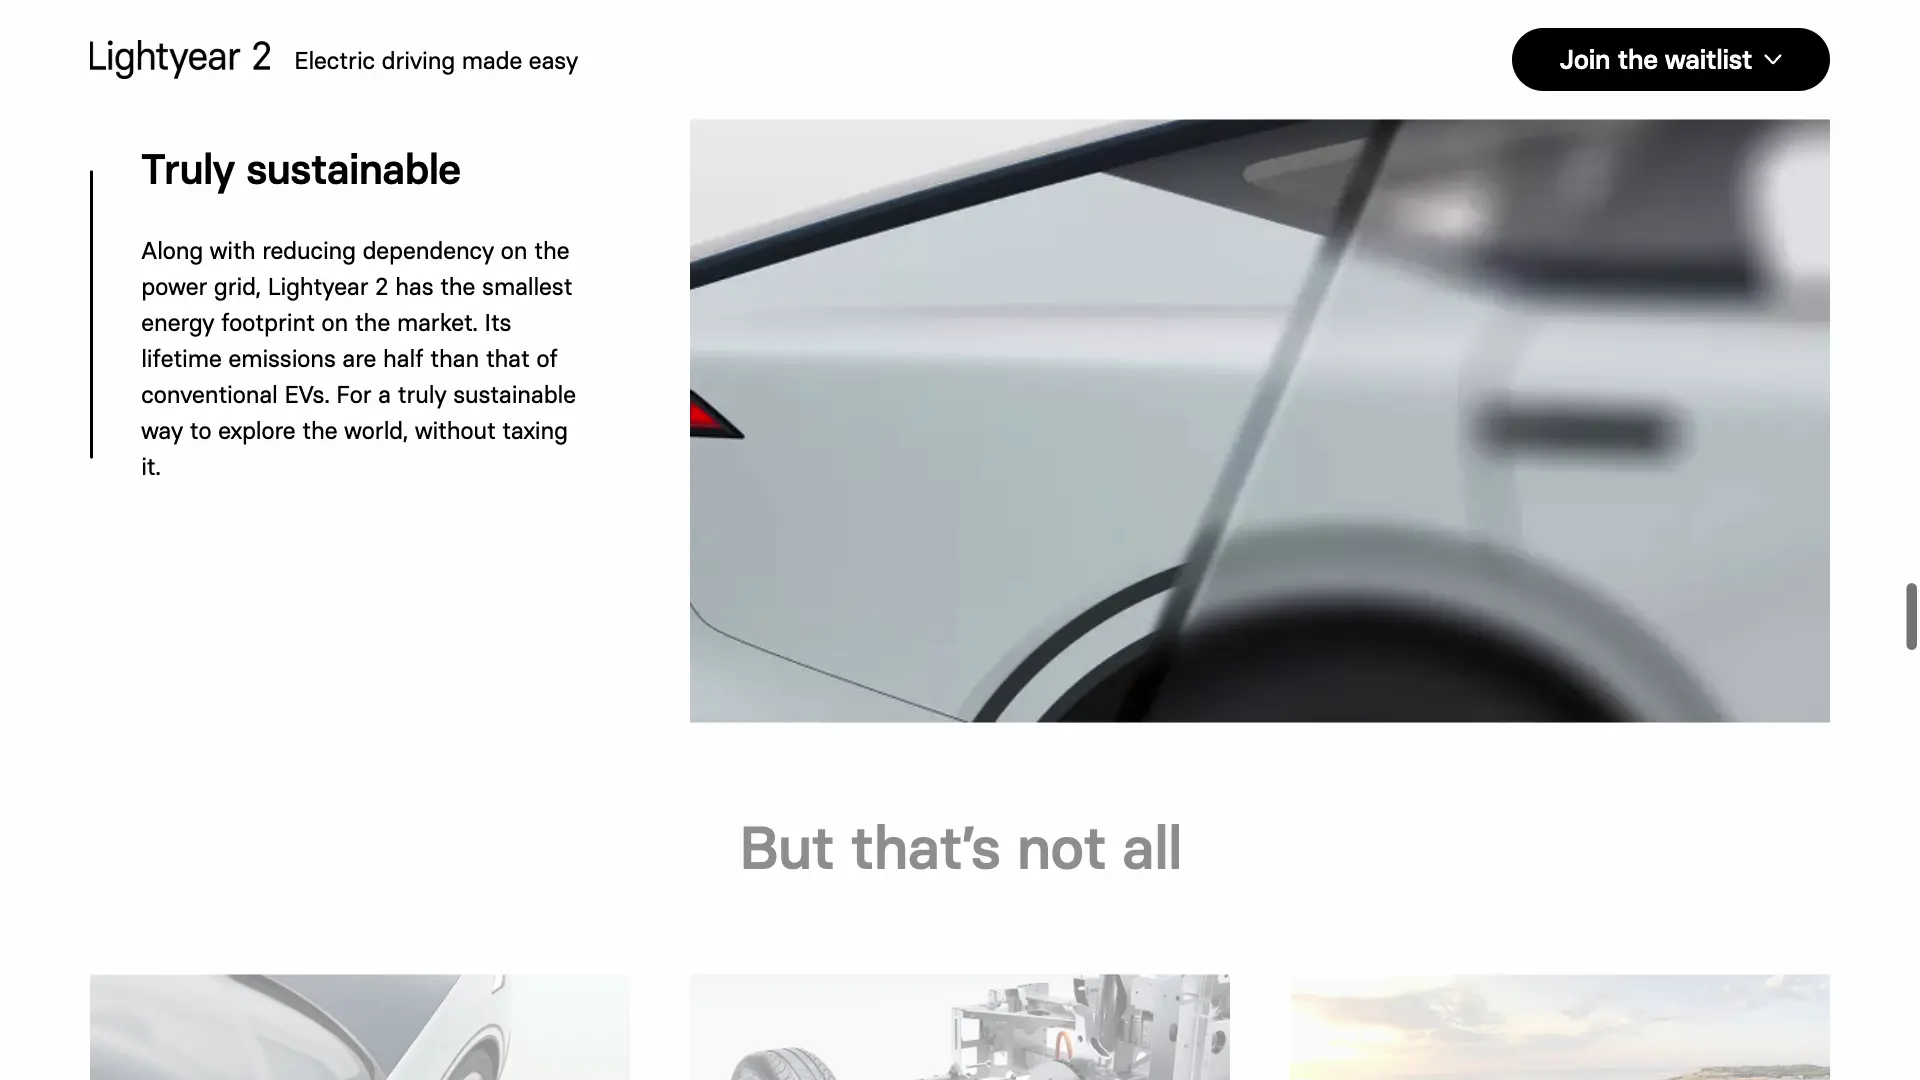 Lightyear 2 Electric driving made easy
Join the waitlist
Truly sustainable
Along with reducing dependency on the
power grid, Lightyear 2 has the smallest
energy footprint on the market. Its
lifetime emissions are half than that of
conventional EVs. For a truly sustainable
way to explore the world, without taxing
it.
But that’s not all